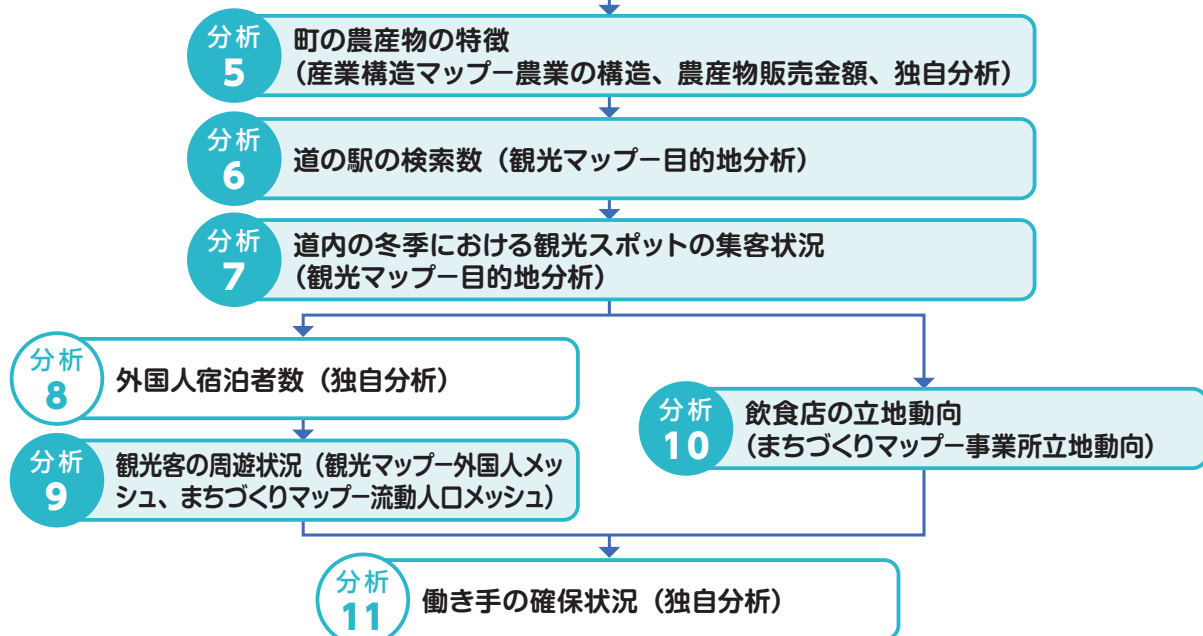 分析
5
町の農産物の特徴
（産業構造マップー農業の構造、農産物販売金額、独自分析）
分析
6
道の駅の検索数（観光マップー目的地分析）
分析
7
道内の冬季における観光スポットの集客状況
（観光マップー目的地分析）
分析
8
外国人宿泊者数（独自分析）
分析
9
観光客の周遊状況（観光マップー外国人メッ
シュ、まちづくりマップー流動人口メッシュ）
分析
10
飲食店の立地動向
（まちづくりマップー事業所立地動向）
分析
11
働き手の確保状況（独自分析）